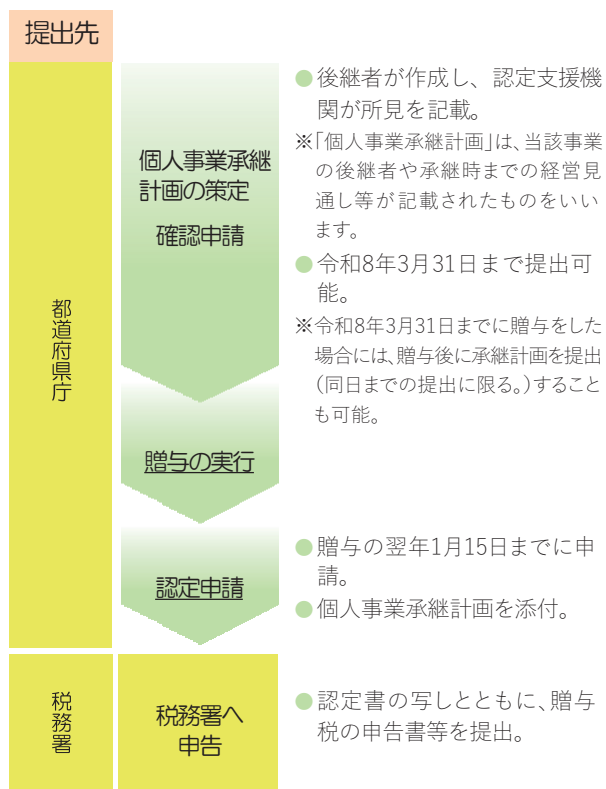 提出先
都道府県庁
個人事業承継
計画の策定
確認申請
●後継者が作成し、認定支援機
関が所見を記載。
※「個人事業承継計画」は、当該事業
の後継者や承継時までの経営見
通し等が記載されたものをいい
ます。
●令和8年3月31日まで提出可
能。
※令和8年3月31日までに贈与をした
場合には、贈与後に承継計画を提出
(同日までの提出に限る。)すること
も可能。
贈与の実行
認定申請
●贈与の翌年1月15日までに申
請。
●個人事業承継計画を添付。
税務署
税務署へ
申告
●認定書の写しとともに、贈与
税の申告書等を提出。